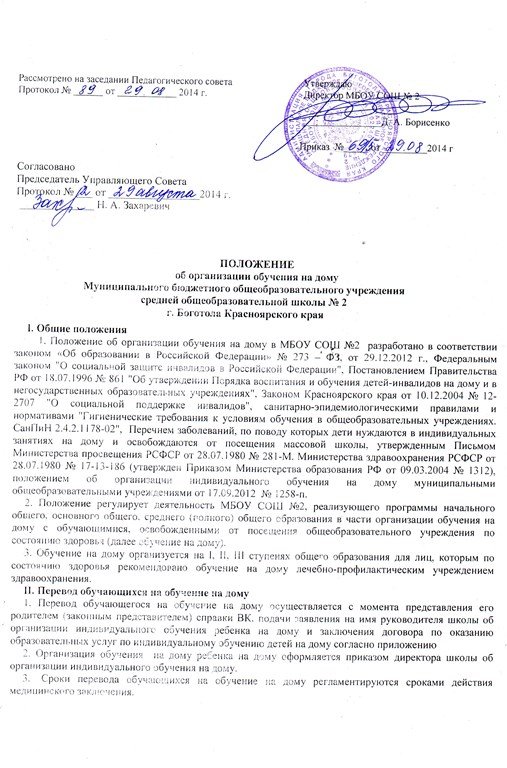 Рассмотрено на заседании Педагогического совета
Протокол № 89 от 29.08 2014 г.
Утверждаю
Директор МБОУ СОШ № 2
Д. А. Борисенко
Приказ № от 29.08 2014 г
Согласовано
Председатель Управляющего Совета
Протокол № 12 от 29 августа 2014 г.
Н. А. Захаревич
ПОЛОЖЕНИЕ
об организации обучения на дому
Муниципального бюджетного общеобразовательного учреждения
средней общеобразовательной школы № 2
г. Боготола Красноярского края
I. Общие положения
1. Положение об организации обучения на дому в МБОУ СОШ №2 разработано в соответствии
законом «Об образовании в Российской Федерации» № 273 – ФЗ, от 29.12.2012 г., Федеральным
законом "О социальной защите инвалидов в Российской Федерации", Постановлением Правительства
РФ от 18.07.1996 № 861 "Об утверждении Порядка воспитания и обучения детей-инвалидов на дому и в
негосударственных образовательных учреждениях", Законом Красноярского края от 10.12.2004 № 12-
2707 "О социальной поддержке инвалидов", санитарно-эпидемиологическими правилами и
нормативами "Гигиенические требования к условиям обучения в общеобразовательных учреждениях.
СанПиН 2.4.2.1178-02", Перечнем заболеваний, по поводу которых дети нуждаются в индивидуальных
занятиях на дому и освобождаются от посещения массовой школы, утвержденным Письмом
Министерства просвещения РСФСР от 28.07.1980 № 281-М. Министерства здравоохранения РСФСР от
28.07.1980 № 17-13-186 (утвержден Приказом Министерства образования РФ от 09.03.2004 № 1312),
положением об организации индивидуального обучения на дому муниципальными
общеобразовательными учреждениями от 17.09.2012 № 1258-п.
2. Положение регулирует деятельность МБОУ СОШ №2, реализующего программы начального
общего, основного общего, среднего (полного) общего образования в части организации обучения на
дому с обучающимися, освобожденными от посещения общеобразовательного учреждения по
состоянию здоровья (далее обучение на дому).
3. Обучение на дому организуется на I, II, III ступенях общего образования для лиц, которым по
состоянию здоровья рекомендовано обучение на дому лечебно-профилактическим учреждением
здравоохранения.
II. Перевод обучающихся на обучение на дому
1. Перевод обучающегося на обучение на дому осуществляется с момента представления его
родителем (законным представителем) справки ВК, подачи заявления на имя руководителя школы об
организации индивидуального обучения ребенка на дому и заключения договора по оказанию
образовательных услуг по индивидуальному обучению детей на дому согласно приложению
2. Организация обучения на дому ребенка на дому оформляется приказом директора школы об
организации индивидуального обучения на дому.
3. Сроки перевода обучающихся на обучение на дому регламентируются сроками действия
медицинского заключения.